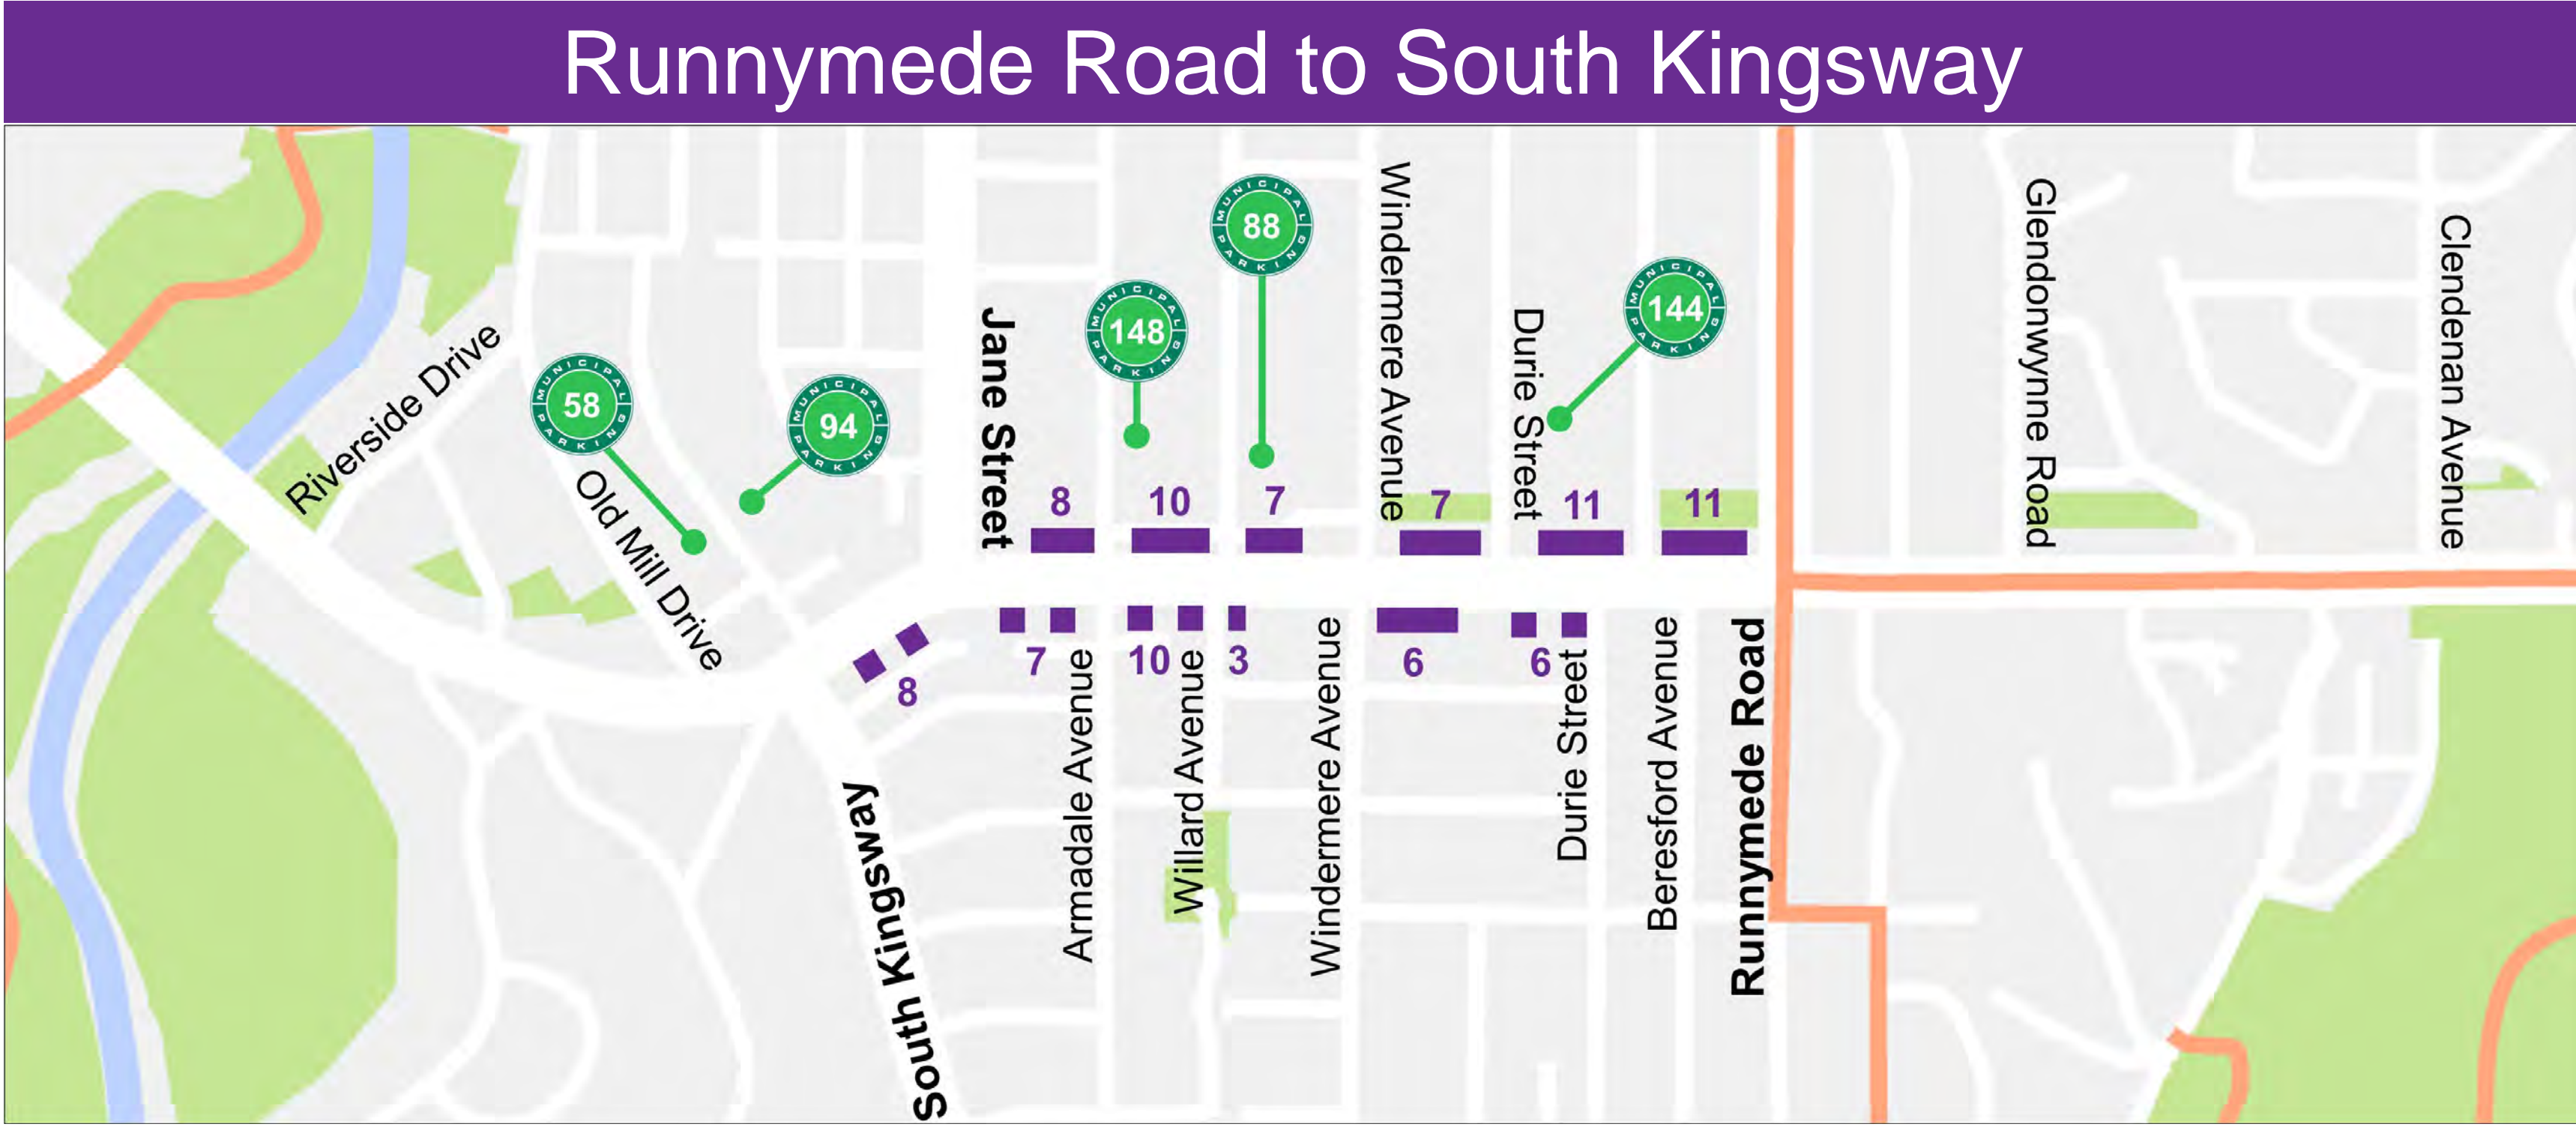 Runnymede Road to South Kingsway
Riverside Drive
MUNICIPAL
58
PARKING
Old Mill Drive
MUNICIPAL
94
PARKING
Jane Street
MUNICIPAL
148
PARKING
MUNICIPAL
88
PARKING
Windermere Avenue
Durie Street
MUNICIPAL
144
PARKING
Glendonwynne Road
Clendenan Avenue
8
10
7
7
11
11
8
7
10
3
6
6
South Kingsway
Armadale Avenue
Willard Avenue
Windermere Avenue
Durie Street
Beresford Avenue
Runnymede Road